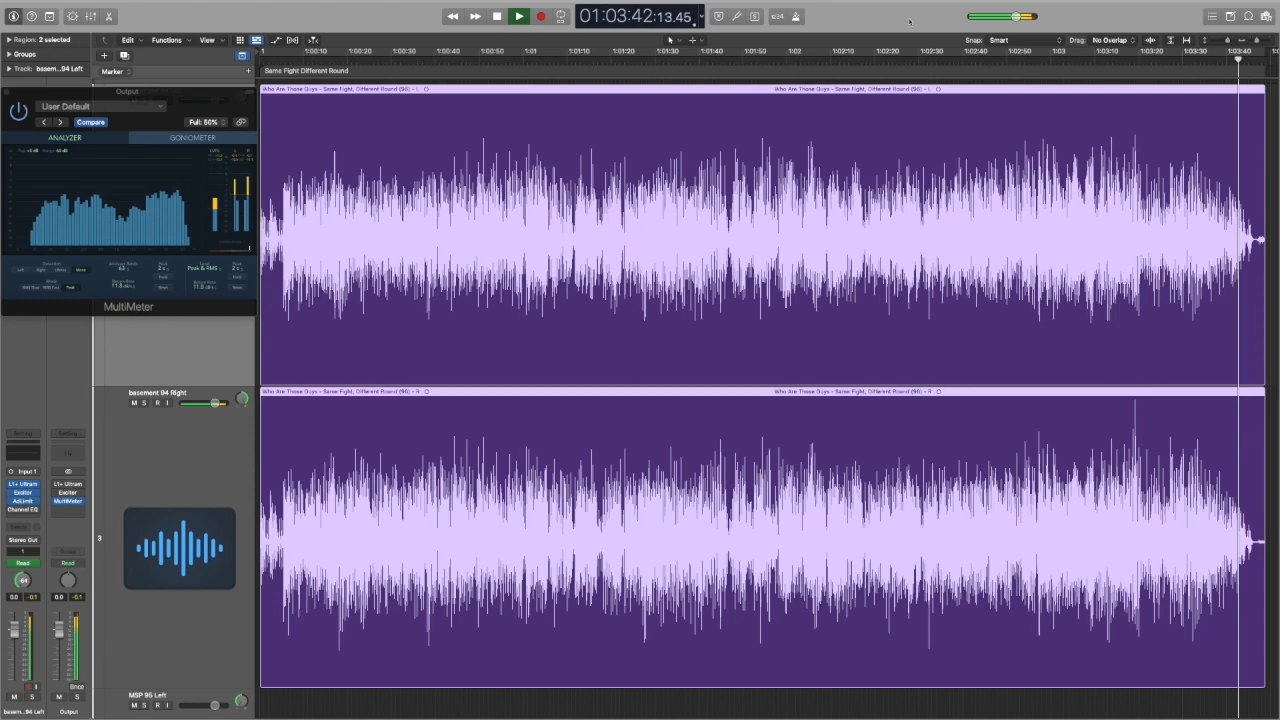 01:03:42:13.45
1234
Region: 2 selected
Edit
Functions
View
Snap: Smart
Drag: No Overlap
Groups
1:00:10
1:00:20
1:00:30
1:00:40
1:00:50
1:01
1:01:10
1:01:20
1:01:30
1:01:40
1:01:50
1:02
1:02:10
1:02:20
1:02:30
1:02:40
1:02:50
1:03
1:03:10
1:03:20
1:03:30
1:03:40
Track: basem...94 Left
Marker
Same Fight Different Round
Output
User Default
Compare
Full: 50%
ANALYZER
GONIOMETER
LUFS
L
R
Who Are Those Guys - Same Fight, Different Round (96) - L
Who Are Those Guys - Same Fight, Different Round (96) - L
Peak & RMS
MultiMeter
basement 94 Right
M S R I
Who Are Those Guys - Same Fight, Different Round (96) - R
Who Are Those Guys - Same Fight, Different Round (96) - R
Input 1
L1+ Ultram
L1+ Ultram
Exciter
Exciter
AdLimit
MultiMeter
Channel EQ
3
Stereo Out
1
Read
Read
-64
0.0
-0.1
0.0
-0.1
R I
Bnce
M S
M S
MSP 95 Left
M S R I
basem...94 Left
Output